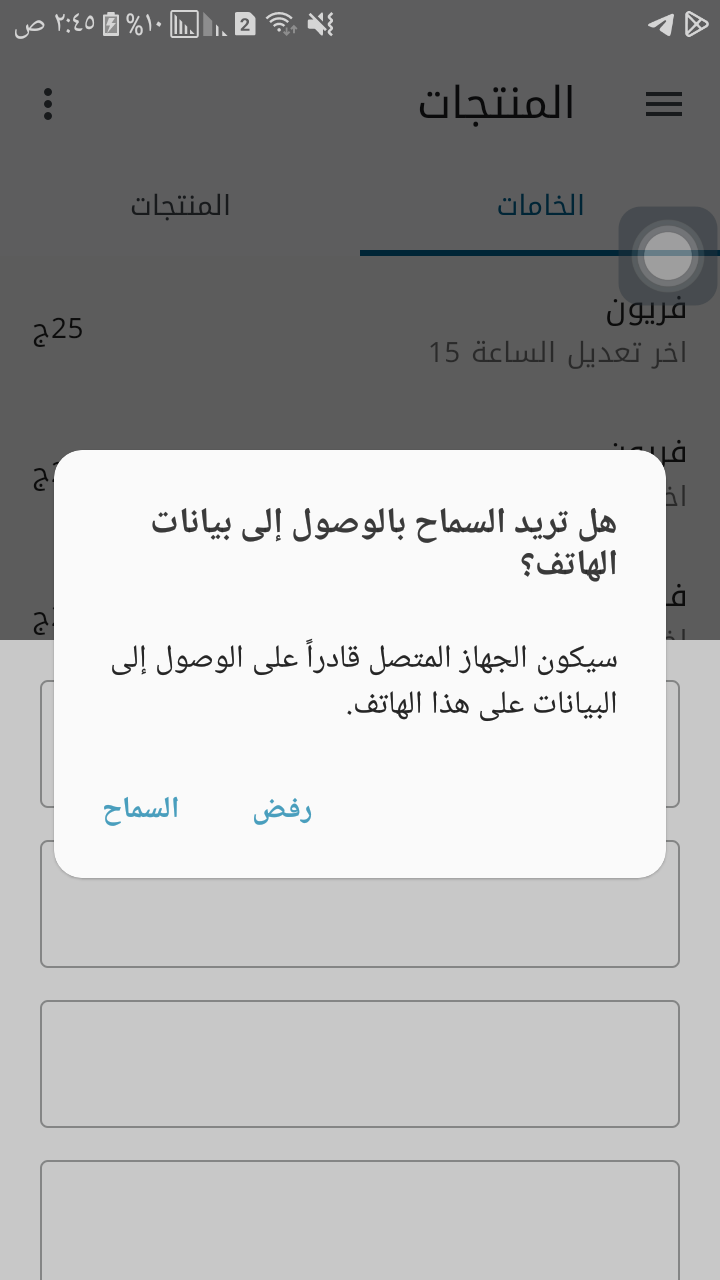 ٢:٤٥ ص
%١٠
2
المنتجات
الخامات
المنتجات
فريون
25ج
اخر تعديل الساعة 15
هل تريد السماح بالوصول إلى بيانات
الهاتف؟
سيكون الجهاز المتصل قادراً على الوصول إلى
البيانات على هذا الهاتف.
رفض
السماح